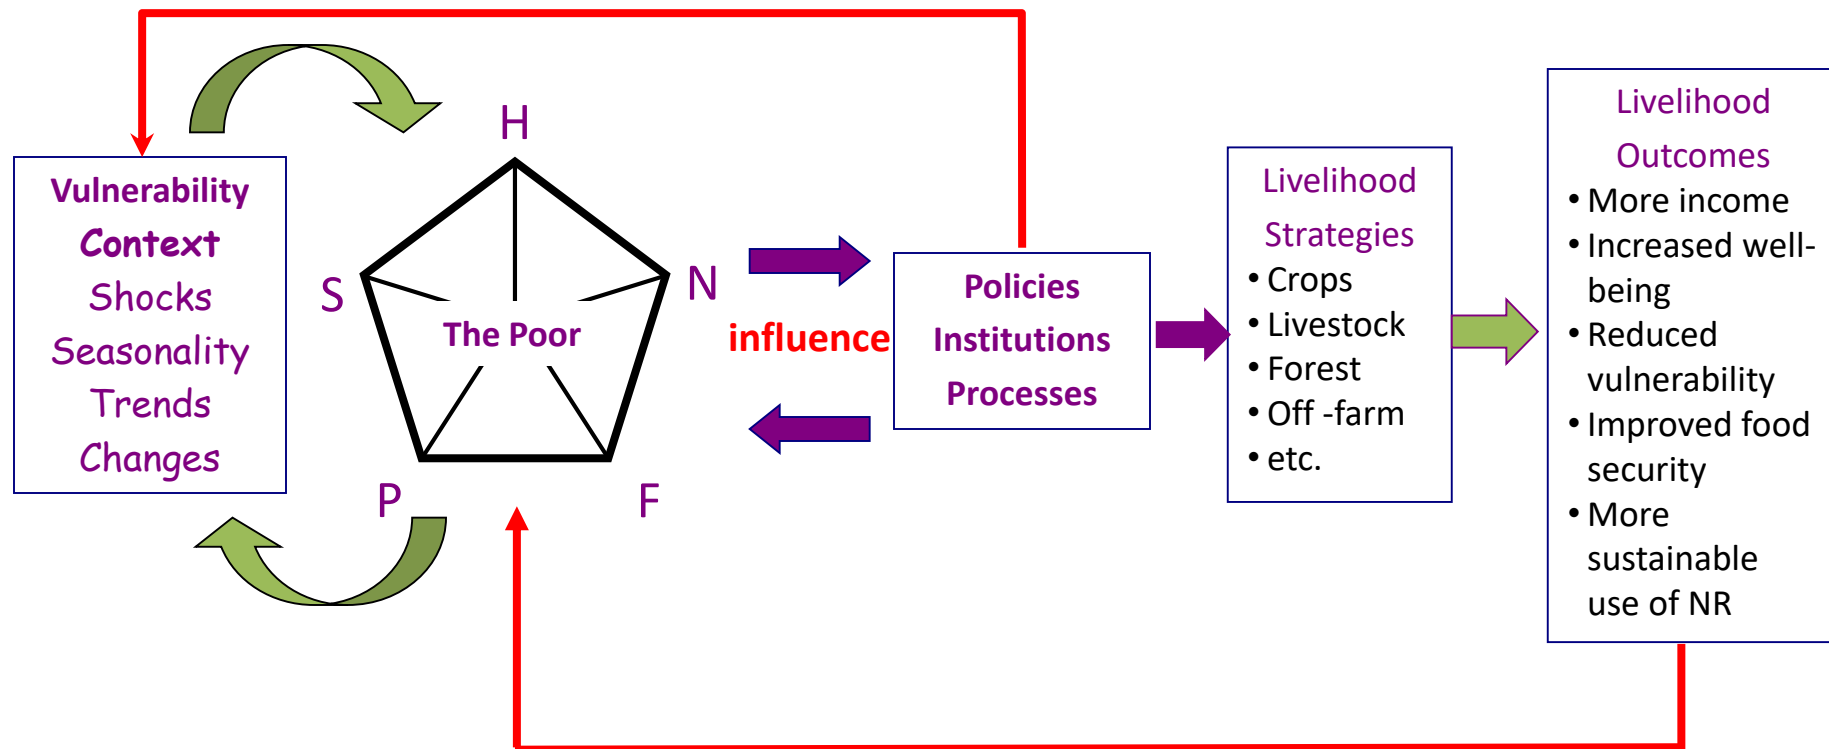 Vulnerability
Context
Shocks
Seasonality
Trends
Changes
H
S
N
The Poor
P
F
influence
Policies
Institutions
Processes
Livelihood
Strategies
• Crops
• Livestock
• Forest
• Off -farm
• etc.
Livelihood
Outcomes
• More income
• Increased well-
being
• Reduced
vulnerability
• Improved food
security
• More
sustainable
use of NR